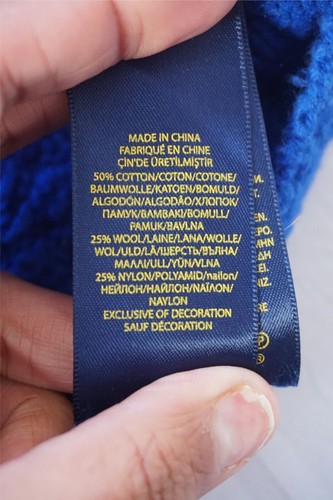 MADE IN CHINA
FABRIQUÉ EN CHINE
ÇİN'DE ÜRETİLMİŞTİR
50% COTTON/COTON/COTONE/
BAUMWOLLE/KATOEN/BOMULD/
ALGODÓN/ALGODÃO/ХЛОПОК/
ПАМУК/ΒΑΜΒΑΚΙ/BOMULL/
PAMUK/BAVLNA
25% WOOL/LAINE/LANA/WOLLE/
WOL/ULD/LÃ/ШЕРСТЬ/ВЪЛНА/
ΜΑΛΛΙ/ULL/YÜN/VLNA
25% NYLON/POLYAMID/nailon/
НЕЙЛОН/НАЙЛОН/ΝΑΪΛΟΝ/
NAYLON
EXCLUSIVE OF DECORATION
SAUF DÉCORATION